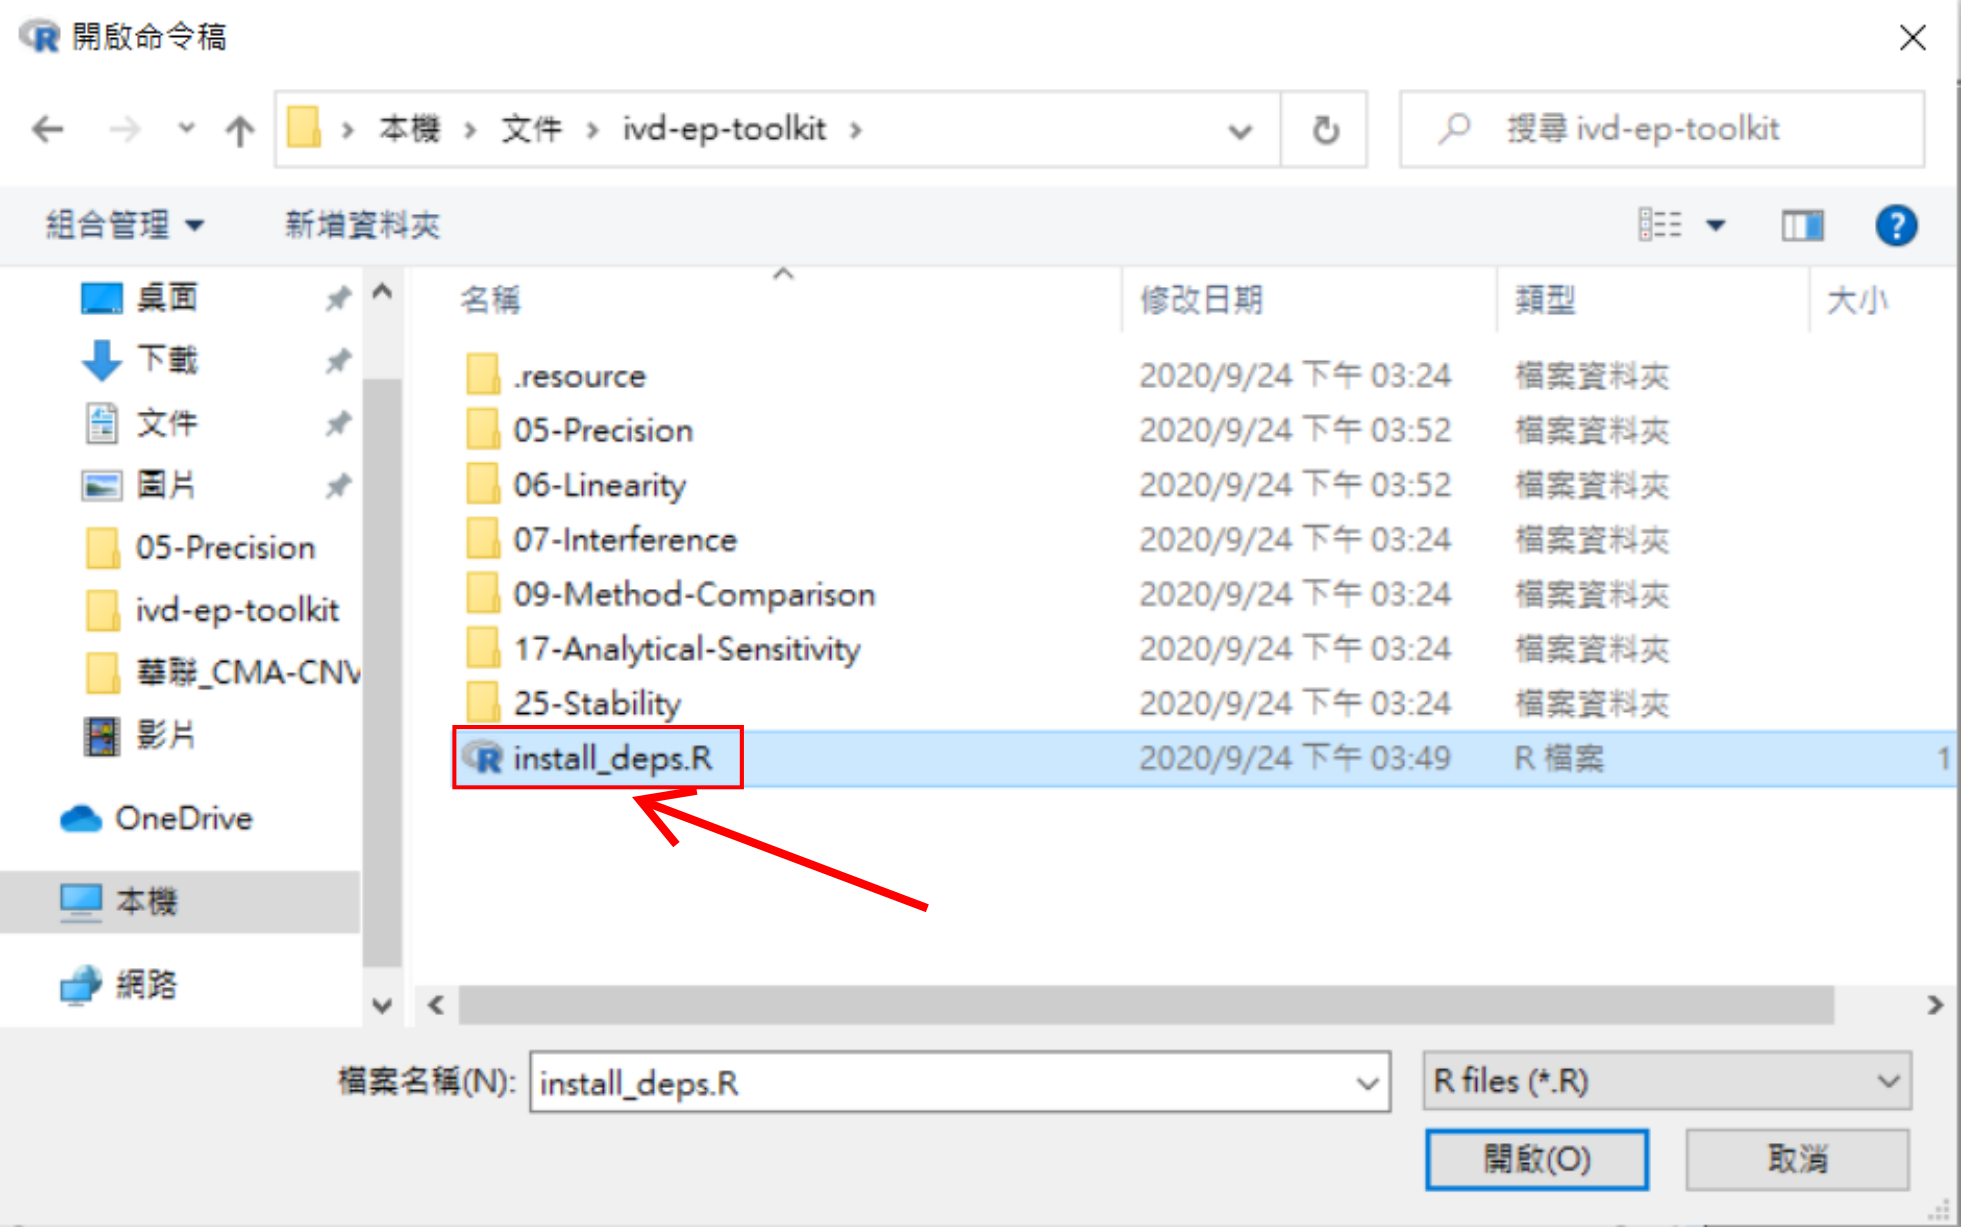 開啟命令稿
本機 文件 ivd-ep-toolkit
搜尋 ivd-ep-toolkit
組合管理 新增資料夾
桌面
下載
文件
圖片
05-Precision
ivd-ep-toolkit
華聯_CMA-CNV
影片
OneDrive
本機
網路
名稱 修改日期 類型 大小
.resource 2020/9/24 下午 03:24 檔案資料夾
05-Precision 2020/9/24 下午 03:52 檔案資料夾
06-Linearity 2020/9/24 下午 03:52 檔案資料夾
07-Interference 2020/9/24 下午 03:24 檔案資料夾
09-Method-Comparison 2020/9/24 下午 03:24 檔案資料夾
17-Analytical-Sensitivity 2020/9/24 下午 03:24 檔案資料夾
25-Stability 2020/9/24 下午 03:24 檔案資料夾
install_deps.R 2020/9/24 下午 03:49 R 檔案 1
檔案名稱(N): install_deps.R R files (*.R)
開啟(O) 取消